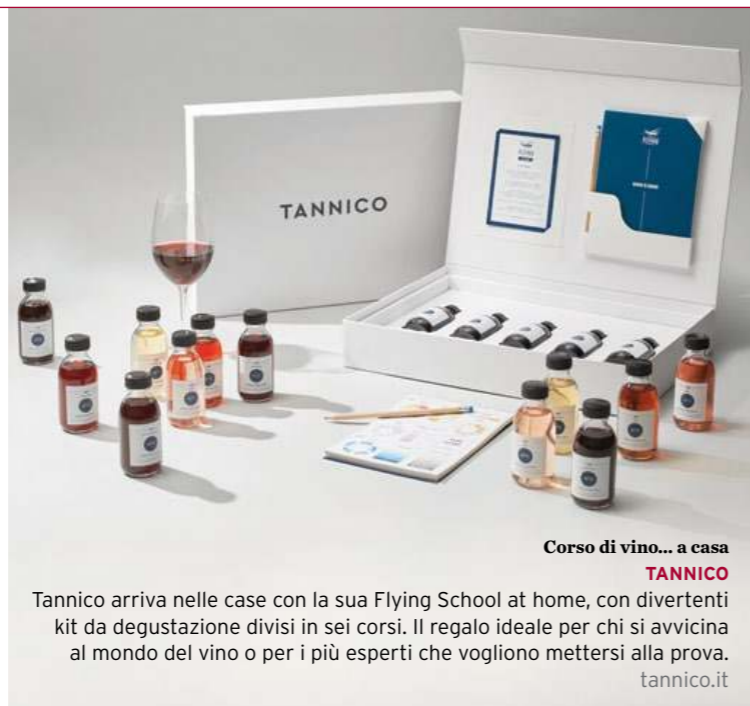 TANNICO
Corso di vino... a casa
TANNICO
Tannico arriva nelle case con la sua Flying School at home, con divertenti
kit da degustazione divisi in sei corsi. Il regalo ideale per chi si avvicina
al mondo del vino o per i più esperti che vogliono mettersi alla prova.
tannico.it